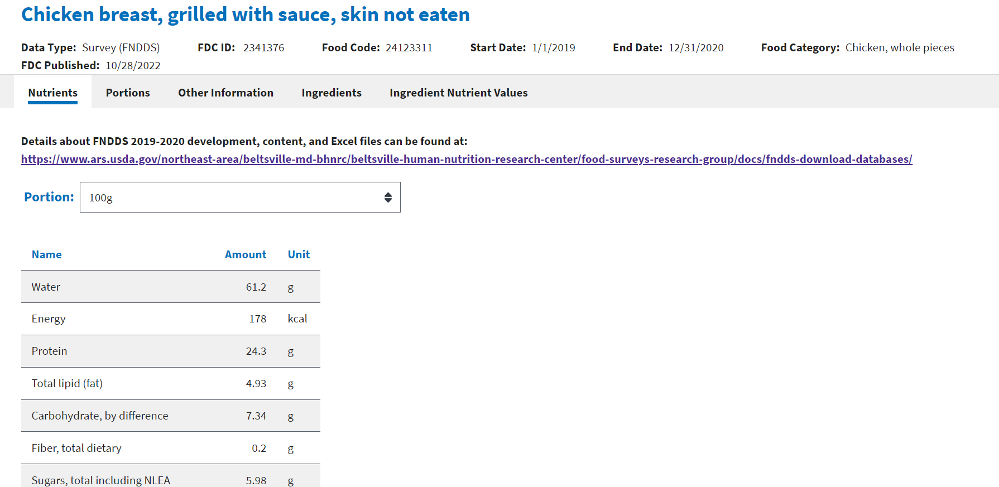 Chicken breast, grilled with sauce, skin not eaten
Data Type: Survey (FNDDS) FDC ID: 2341376 Food Code: 24123311 Start Date: 1/1/2019 End Date: 12/31/2020 Food Category: Chicken, whole pieces
FDC Published: 10/28/2022
Nutrients Portions Other Information Ingredients Ingredient Nutrient Values
Details about FNDDS 2019-2020 development, content, and Excel files can be found at:
https://www.ars.usda.gov/northeast-area/beltsville-md-bhnrc/beltsville-human-nutrition-research-center/food-surveys-research-group/docs/fndds-download-databases/
Portion: 100g
Name Amount Unit
Water 61.2 g
Energy 178 kcal
Protein 24.3 g
Total lipid (fat) 4.93 g
Carbohydrate, by difference 7.34 g
Fiber, total dietary 0.2 g
Sugars, total including NLEA 5.98 g